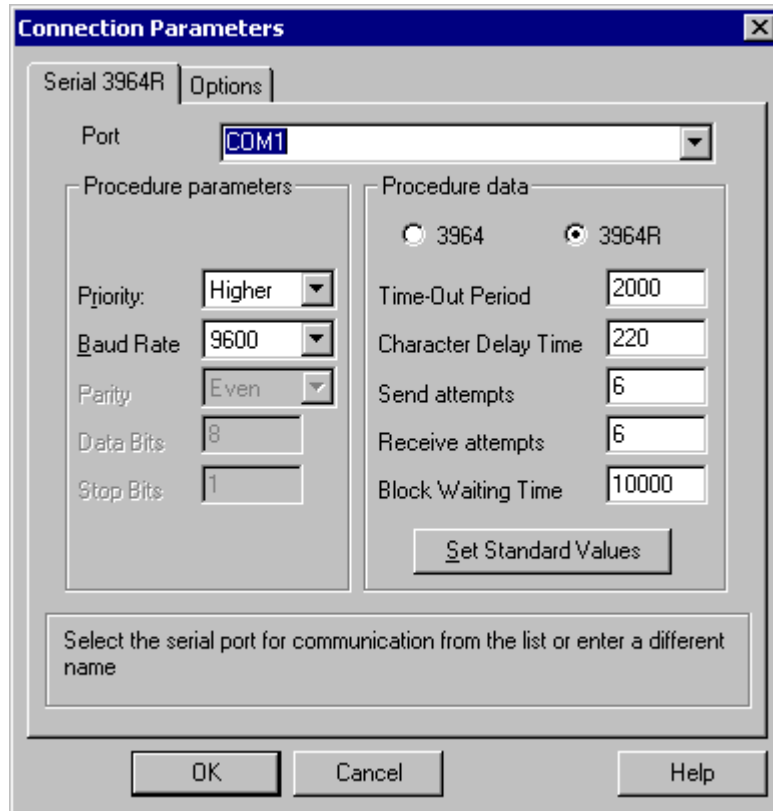 Connection Parameters
Serial 3964R
Options
Port
COM1
Procedure parameters
Priority: Higher
Baud Rate 9600
Parity Even
Data Bits 8
Stop Bits 1
Procedure data
3964 3964R
Time-Out Period 2000
Character Delay Time 220
Send attempts 6
Receive attempts 6
Block Waiting Time 10000
Set Standard Values
Select the serial port for communication from the list or enter a different
name
OK Cancel Help